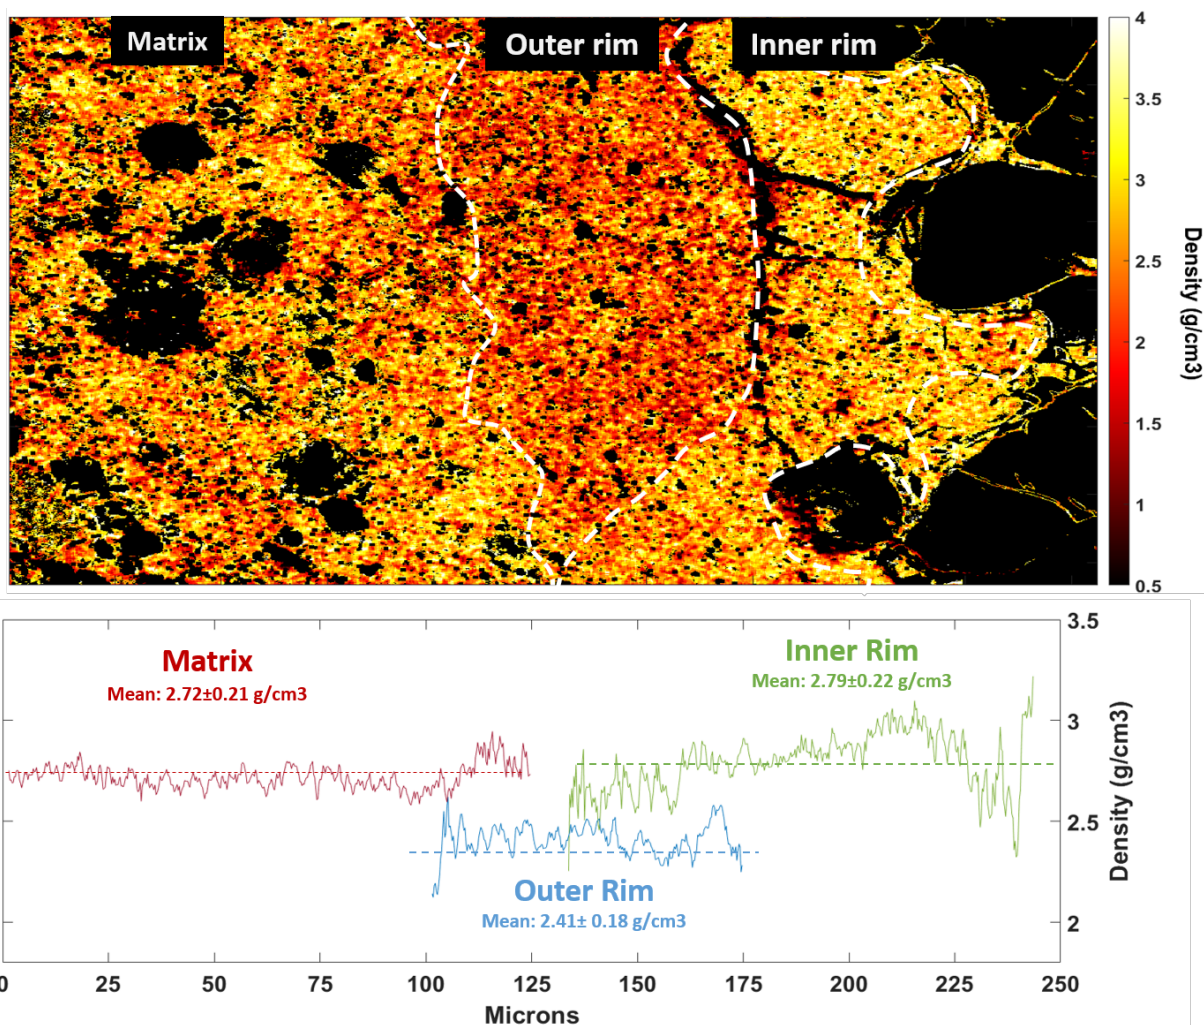 Matrix
Outer rim
Inner rim
4
3.5
3
2.5
2
1.5
1
0.5
Density (g/cm3)
Matrix
Mean: 2.72±0.21 g/cm3
Inner Rim
Mean: 2.79±0.22 g/cm3
Outer Rim
Mean: 2.41± 0.18 g/cm3
3.5
3
2.5
2
Density (g/cm3)
0 25 50 75 100 125 150 175 200 225 250
Microns